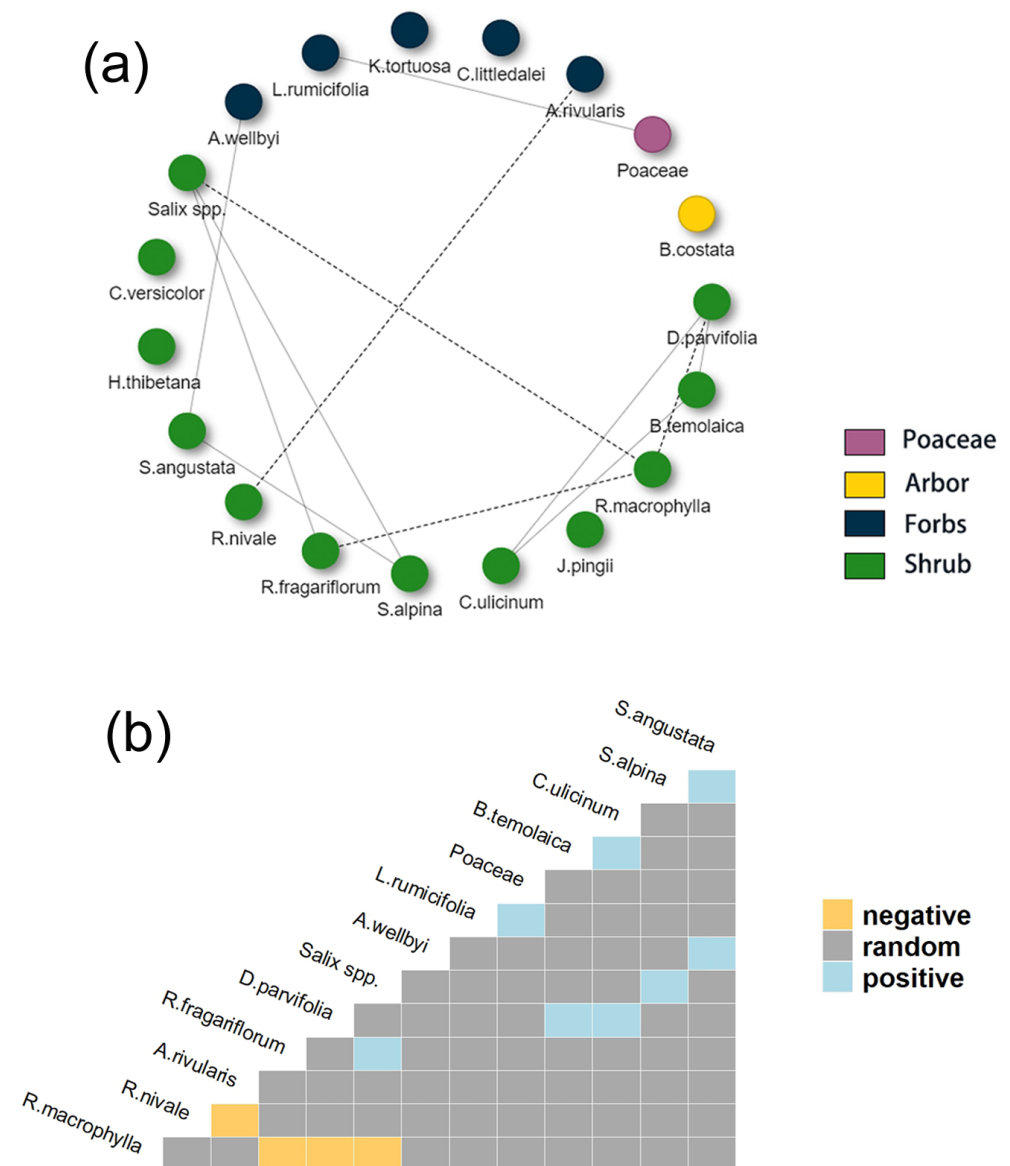 (a)
K.tortuosa
C.littledalei
L.rumicifolia
A.rivularis
A.wellbyi
Poaceae
Salix spp.
B.costata
C.versicolor
D.parvifolia
H.thibetana
B.temolaica
S.angustata
R.macrophylla
R.nivale
J.pingii
R.fragariflorum
C.ulicinum
S.alpina
Poaceae
Arbor
Forbs
Shrub
(b)
S.angustata
S.alpina
C.ulicinum
B.temolaica
Poaceae
L.rumicifolia
A.wellbyi
Salix spp.
D.parvifolia
R.fragariflorum
A.rivularis
R.nivale
R.macrophylla
negative
random
positive